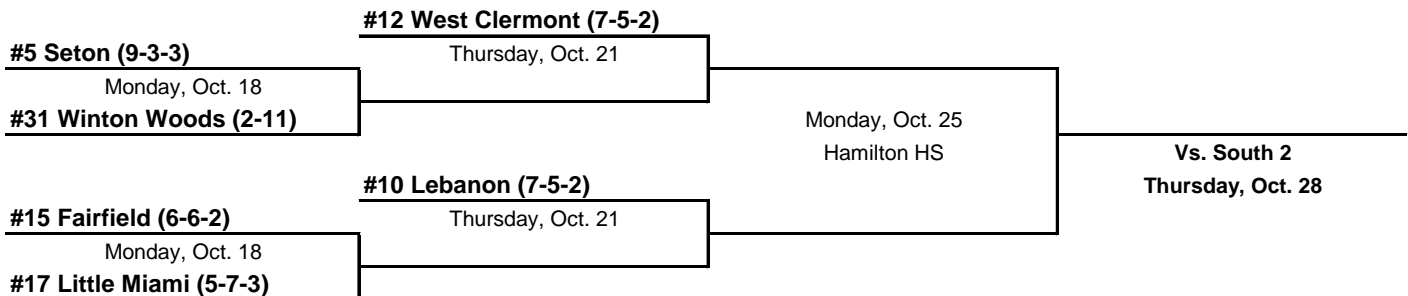 #12 West Clermont (7-5-2)
#5 Seton (9-3-3)
Thursday, Oct. 21
Monday, Oct. 18
#31 Winton Woods (2-11)
Monday, Oct. 25
Hamilton HS
Vs. South 2
#10 Lebanon (7-5-2)
Thursday, Oct. 28
#15 Fairfield (6-6-2)
Thursday, Oct. 21
Monday, Oct. 18
#17 Little Miami (5-7-3)